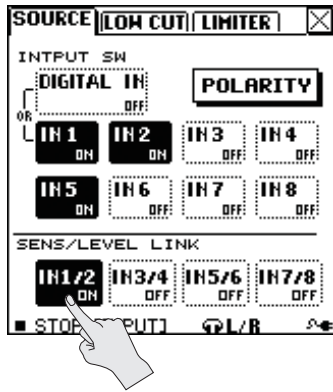 SOURCE LOW CUT LIMITER
INTPUT SW
DIGITAL IN OFF
POLARITY
OR
IN 1 ON IN 2 ON IN 3 OFF IN 4 OFF
IN 5 ON IN 6 OFF IN 7 OFF IN 8 OFF
SENS/LEVEL LINK
IN1/2 ON IN3/4 OFF IN5/6 OFF IN7/8 OFF
STOP PUT] L/R